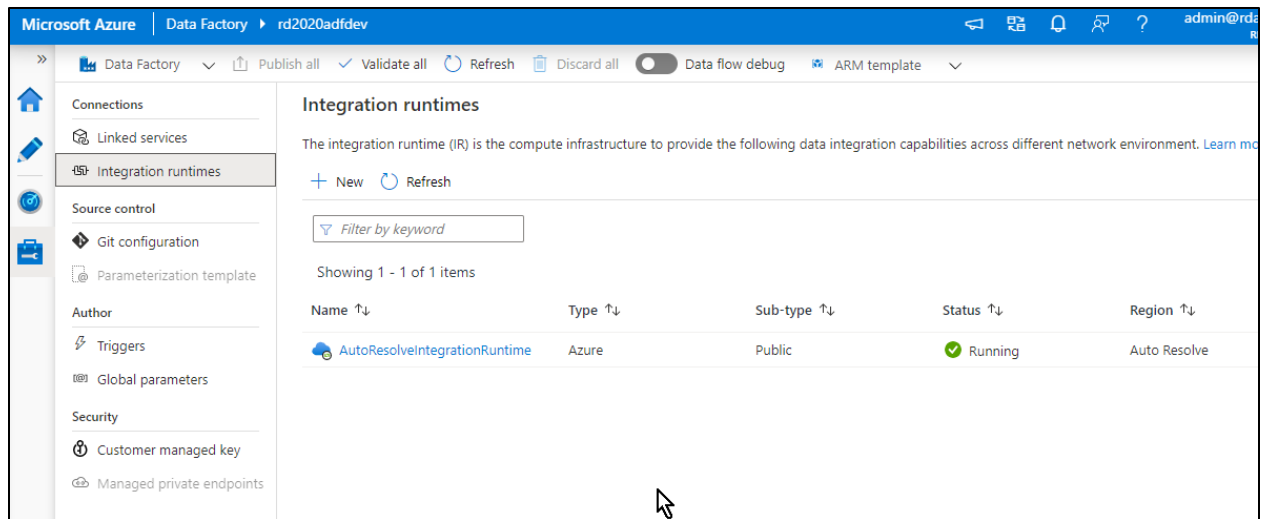 Microsoft Azure Data Factory rd2020adfdev admin@rda
Data Factory Publish all Validate all Refresh Discard all Data flow debug ARM template
Connections
Linked services
Integration runtimes
Source control
Git configuration
Parameterization template
Author
Triggers
Global parameters
Security
Customer managed key
Managed private endpoints
Integration runtimes
The integration runtime (IR) is the compute infrastructure to provide the following data integration capabilities across different network environment. Learn mo
New Refresh
Filter by keyword
Showing 1 - 1 of 1 items
Name Type Sub-type Status Region
AutoResolveIntegrationRuntime Azure Public Running Auto Resolve